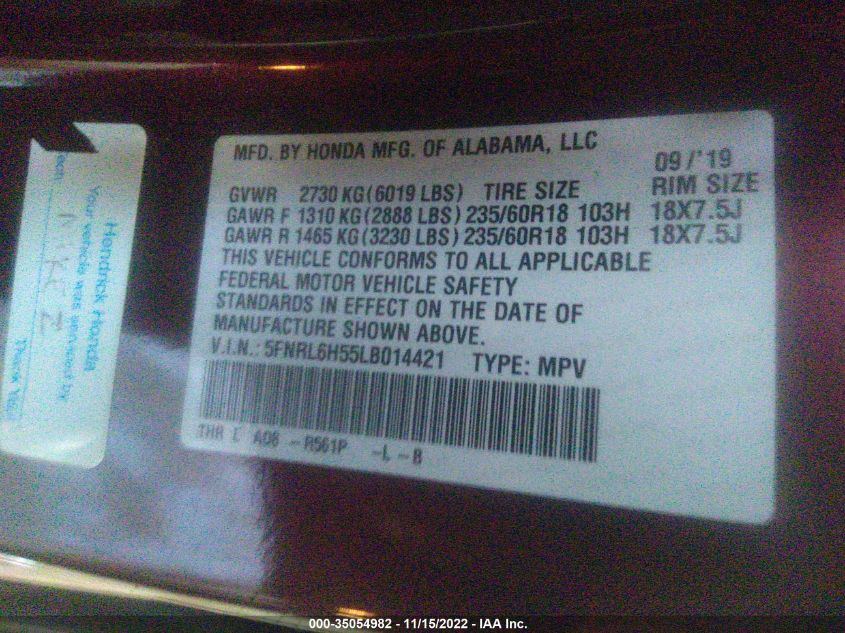 MFD. BY HONDA MFG. OF ALABAMA, LLC
09/'19
GVWR 2730 KG(6019 LBS) TIRE SIZE RIM SIZE
GAWR F 1310 KG(2888 LBS) 235/60R18 103H 18X7.5J
GAWR R 1465 KG(3230 LBS) 235/60R18 103H 18X7.5J
THIS VEHICLE CONFORMS TO ALL APPLICABLE
FEDERAL MOTOR VEHICLE SAFETY
STANDARDS IN EFFECT ON THE DATE OF
MANUFACTURE SHOWN ABOVE.
V.I.N.: 5FNRL6H55LB014421 TYPE: MPV
A08 -R561P -L-B
Hendrick Honda
Your vehicle was serviced by
Thank You
000-35054982 - 11/15/2022 - IAA Inc.